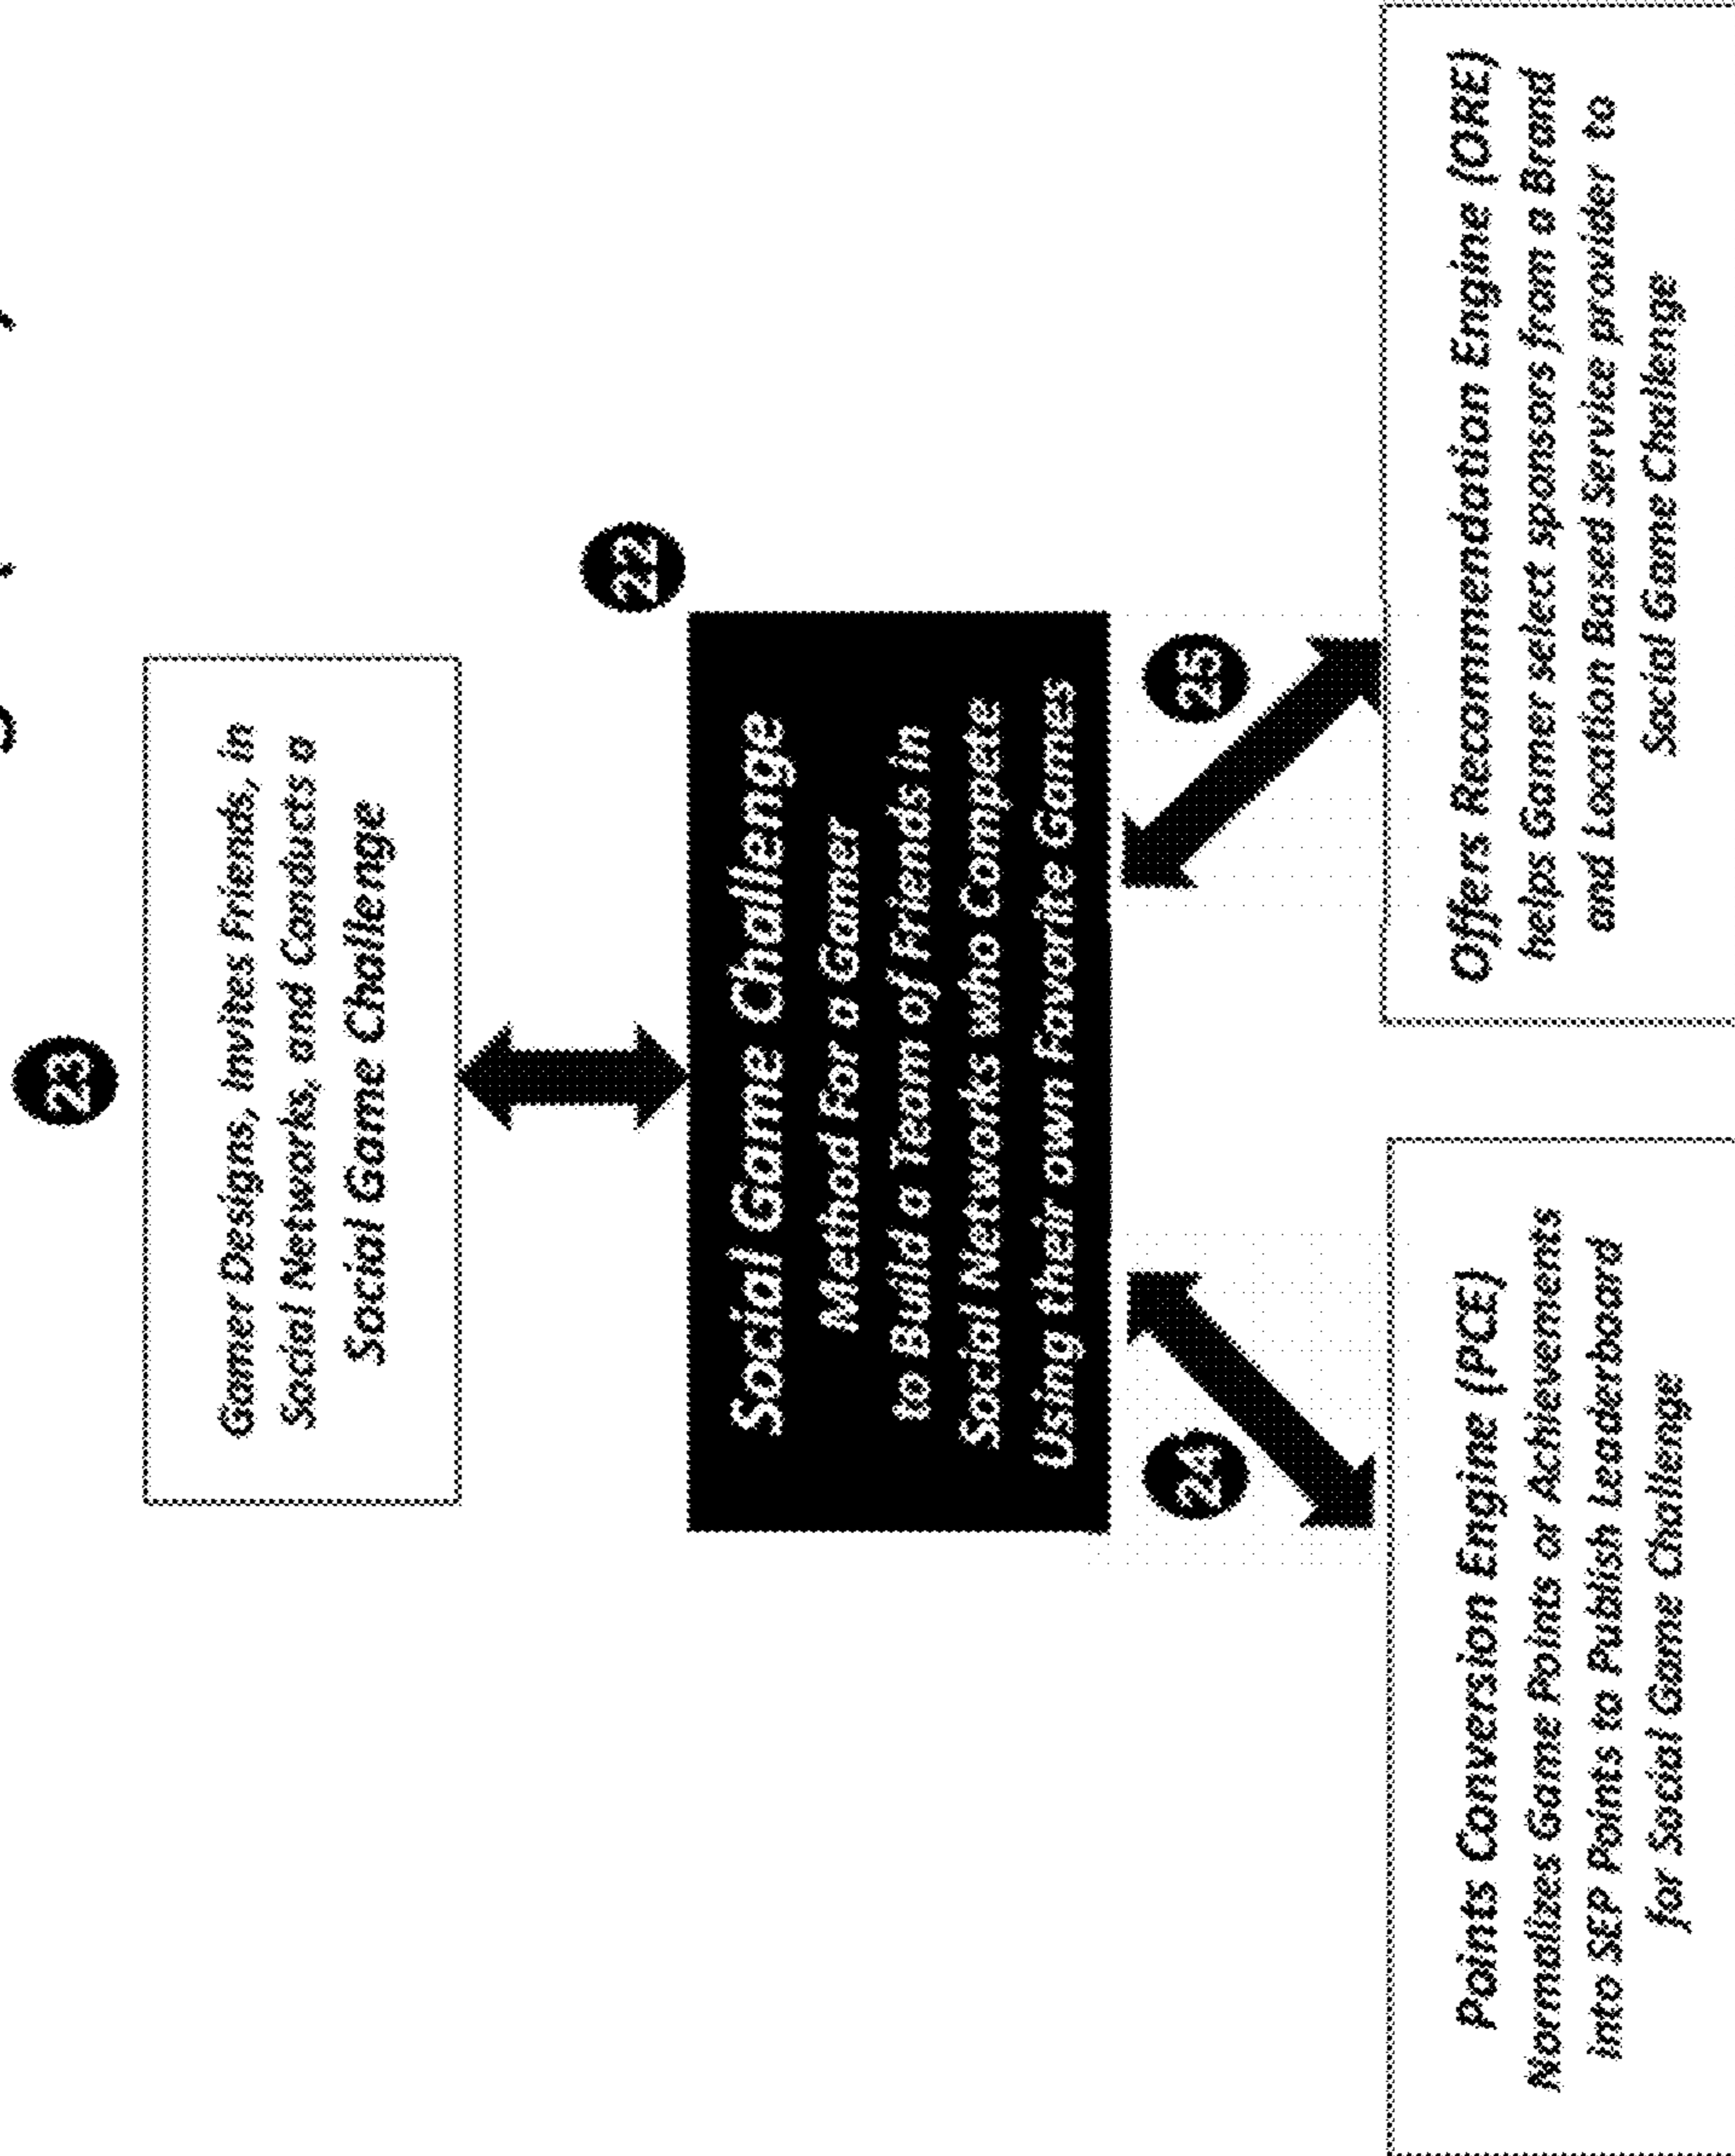 23
Gamer Designs, Invites Friends, in
Social Networks, and Conducts a
Social Game Challenge
22
Social Game Challenge
Method For a Gamer
to Build a Team of Friends in
Social Networks who Compete
Using their own Favorite Games
24
25
Points Conversion Engine (PCE)
Normalizes Game Points or Achievements
into SEP Points to Publish Leaderboard
for Social Game Challenge
Offers Recommendation Engine (ORE)
helps Gamer select sponsors from a Brand
and Location Based Service provider to
Social Game Challenge